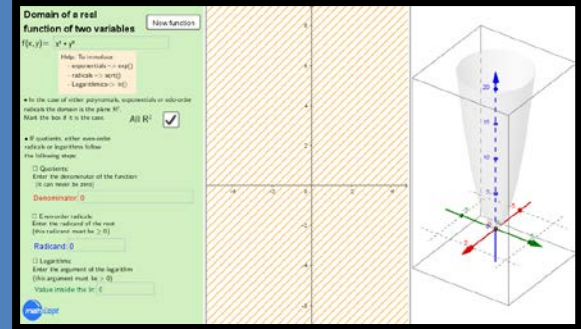 Domain of a real
function of two variables
New function
f(x,y)= x² + y²
Help: To introduce
- exponentials -> exp()
- radicals -> sqrt()
- Logarithmics-> ln()
• In the case of either polynomials, exponentials or odd-order
radicals the domain is the plane R².
Mark the box if it is the case.
All R²
• If quotients, either even-order
radicals or logarithms follow
the following steps:
Quotients:
Enter the denominator of the function
(it can never be zero)
Denominator: 0
Even-order radicals
Enter the radicand of the root
(this radicand must be ≥ 0)
Radicand: 0
Logarithms:
Enter the argument of the logarithm
(this argument must be > 0)
Value inside the ln: 0
20
15
10
5